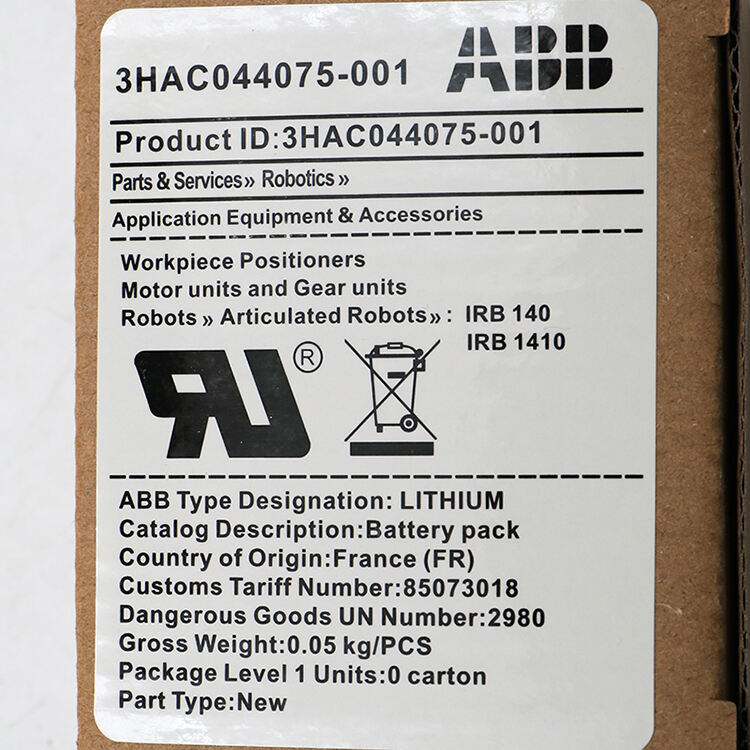 3HAC044075-001 ABB
Product ID:3HAC044075-001
Parts & Services» Robotics»
Application Equipment & Accessories
Workpiece Positioners
Motor units and Gear units
Robots» Articulated Robots»: IRB 140
IRB 1410
RU®
ABB Type Designation: LITHIUM
Catalog Description:Battery pack
Country of Origin:France (FR)
Customs Tariff Number:85073018
Dangerous Goods UN Number:2980
Gross Weight:0.05 kg/PCS
Package Level 1 Units:0 carton
Part Type:New